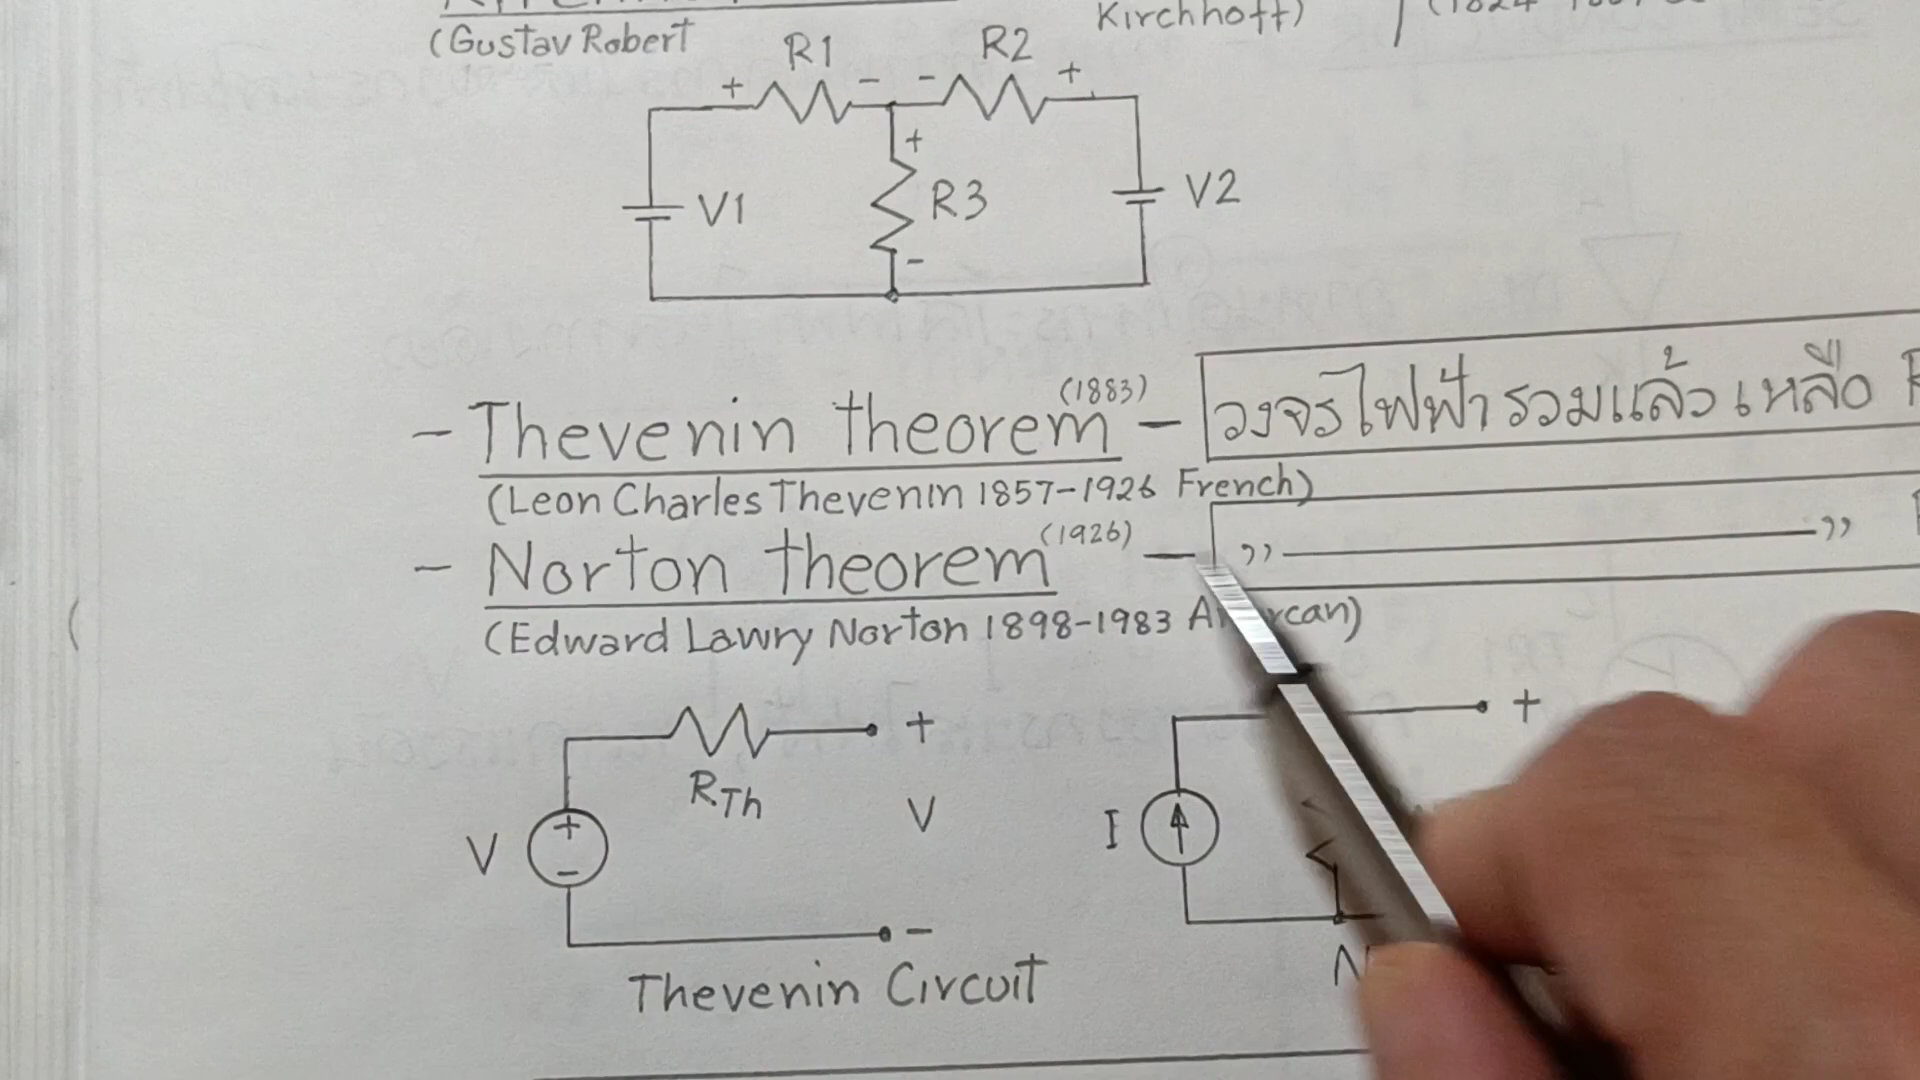 (Gustav Robert Kirchhoff)
R1 R2
+ - - +
+
V1 R3 V2
-
- Thevenin theorem (1883) - วงจรไฟฟ้ารวมแล้วเหลือ
(Leon Charles Thevenin 1857-1926 French)
- Norton theorem (1926) - ,, ,,
(Edward Lawry Norton 1898-1983
+ +
RTh
V + - V I
-
Thevenin Circuit